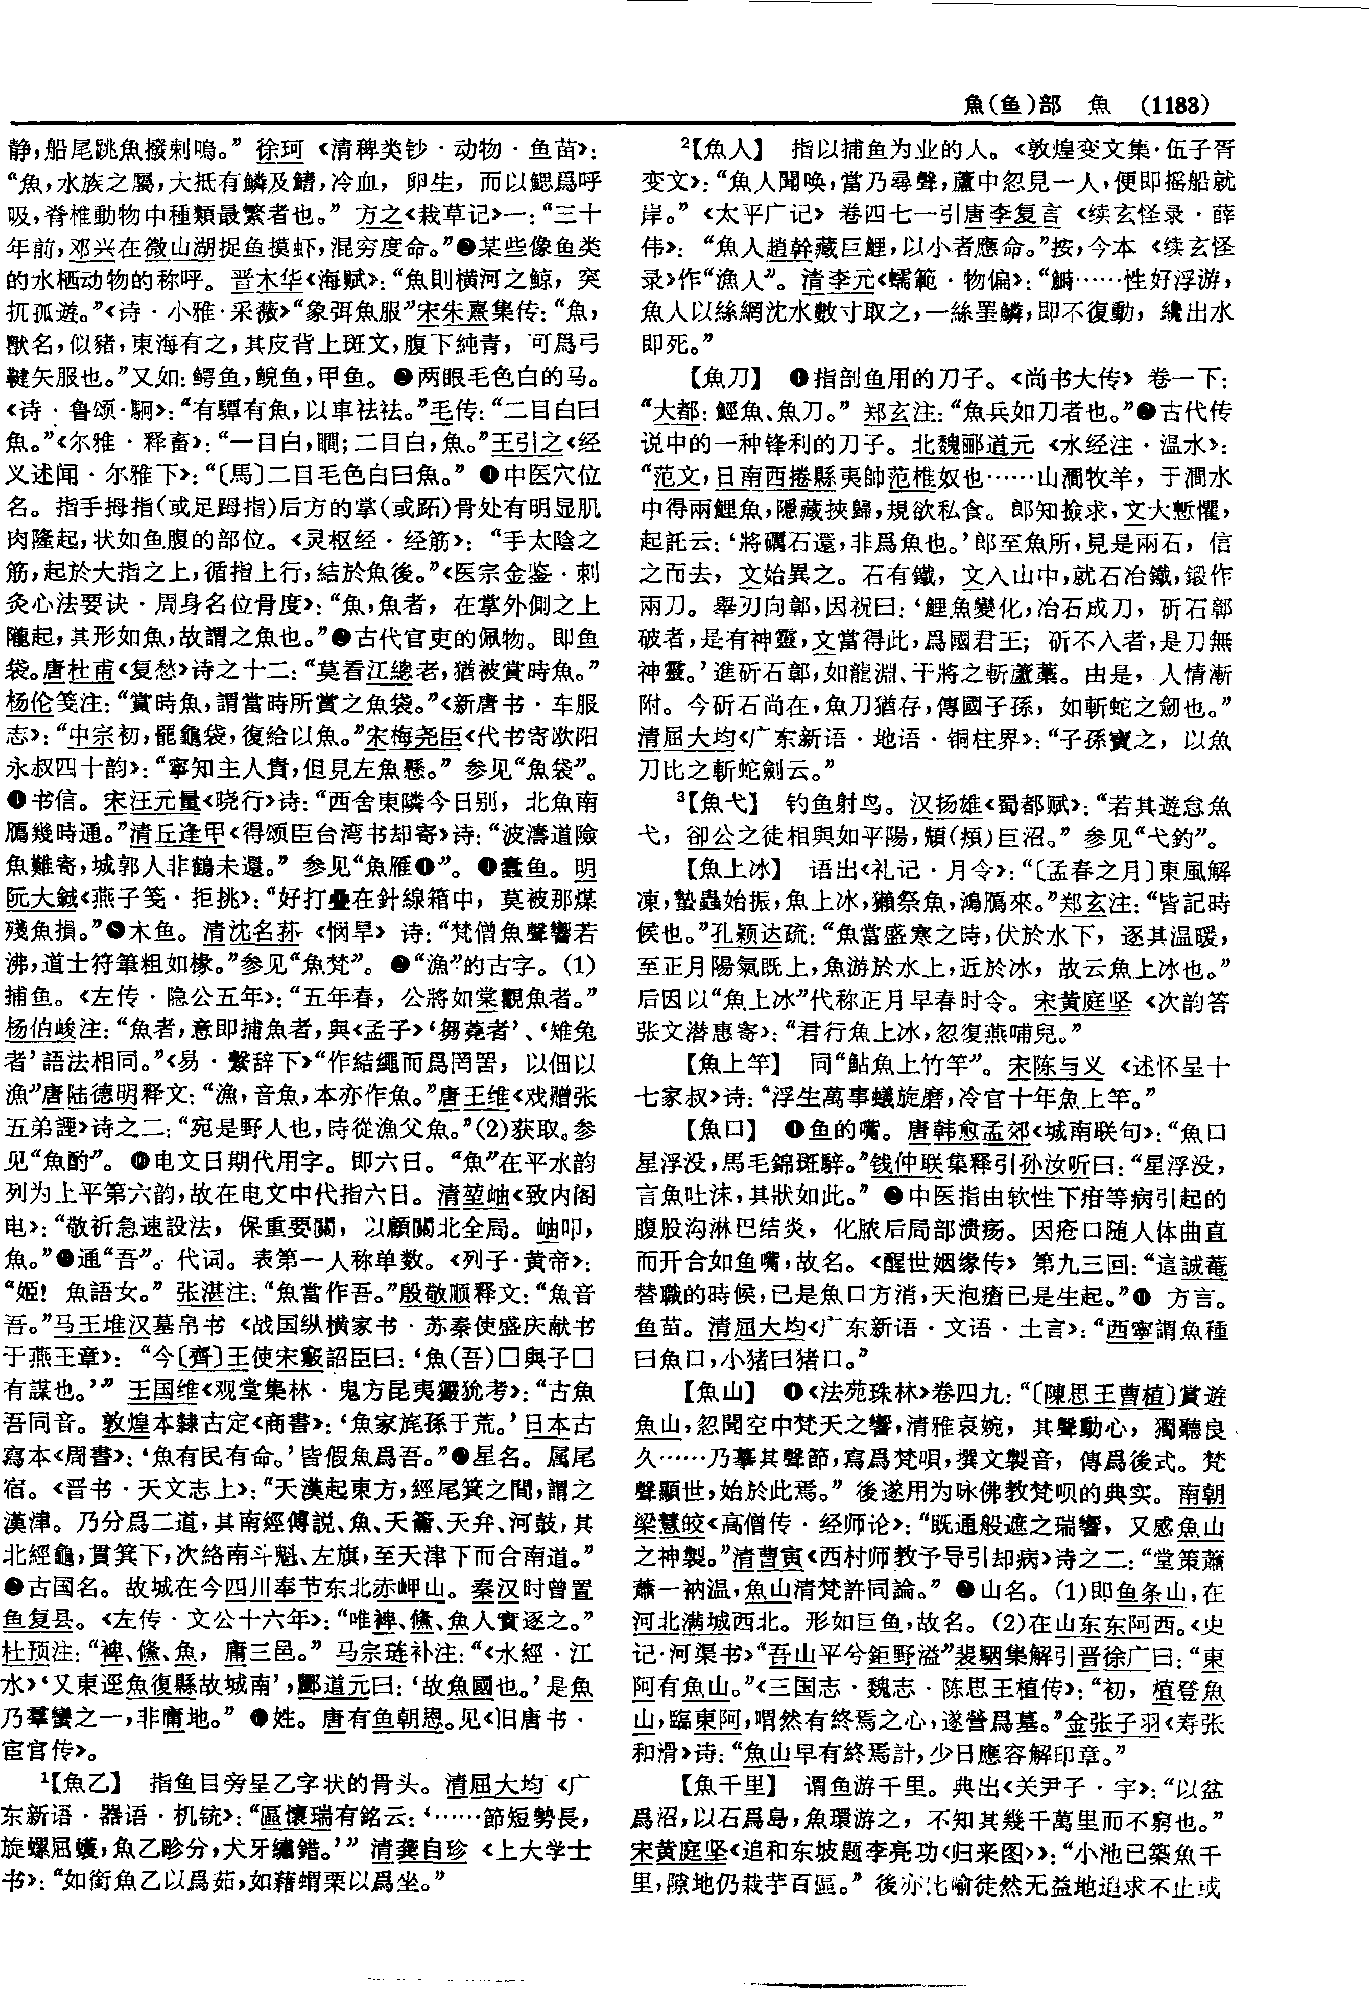 魚(鱼)部　魚　(1183)
静,船尾跳魚撥剌鳴。”徐珂《清稗类钞·动物·鱼苗》:
“魚,水族之屬,大抵有鱗及鰭,冷血,卵生,而以鰓爲呼
吸,脊椎動物中種類最繁者也。”方之《栽草记》一:“三十
年前,邓兴在微山湖捉鱼摸虾,混穷度命。”❷某些像鱼类
的水栖动物的称呼。晋木华《海赋》:“魚則横河之鲸,突
扤孤遊。”《诗·小雅·采薇》“象弭魚服”宋朱熹集传:“魚,
獸名,似豬,東海有之,其皮背上斑文,腹下純青,可爲弓
鞬矢服也。”又如:鳄鱼,鲵鱼,甲鱼。❸两眼毛色白的马。
《诗·鲁颂·駉》:“有驔有魚,以車祛祛。”毛传:“二目白曰
魚。”《尔雅·释畜》:“一目白,瞷;二目白,魚。”王引之《经
义述闻·尔雅下》:“〔馬〕二目毛色白曰魚。”❹中医穴位
名。指手拇指(或足踇指)后方的掌(或跖)骨处有明显肌
肉隆起,状如鱼腹的部位。《灵枢经·经筋》:“手太陰之
筋,起於大指之上,循指上行,結於魚後。”《医宗金鉴·刺
灸心法要诀·周身名位骨度》:“魚,魚者,在掌外側之上
隴起,其形如魚,故謂之魚也。”❺古代官吏的佩物。即鱼
袋。唐杜甫《复愁》诗之十二:“莫看江總老,猶被賞時魚。”
杨伦笺注:“賞時魚,謂當時所賞之魚袋。”《新唐书·车服
志》:“中宗初,罷龜袋,復給以魚。”宋梅尧臣《代书寄欧阳
永叔四十韵》:“寧知主人貴,但見左魚懸。”参见“魚袋”。
❻书信。宋汪元量《晓行》诗:“西舍東隣今日别,北魚南
鴈幾時通。”清丘逢甲《得颂臣台湾书却寄》诗:“波濤道險
魚難寄,城郭人非鶴未還。”参见“魚雁❶”。❼蠹鱼。明
阮大鋮《燕子笺·拒挑》:“好打疊在針線箱中,莫被那煤
殘魚損。”❽木鱼。清沈名荪《悯旱》诗:“梵僧魚聲響若
沸,道士符筆粗如椽。”参见“魚梵”。❾“漁”的古字。(1)
捕鱼。《左传·隐公五年》:“五年春,公將如棠觀魚者。”
杨伯峻注:“魚者,意即捕魚者,與《孟子》‘芻蕘者’、‘雉兔
者’語法相同。”《易·繫辞下》“作結繩而爲罔罟,以佃以
漁”唐陆德明释文:“漁,音魚,本亦作魚。”唐王维《戏赠张
五弟諲》诗之二:“宛是野人也,時從漁父魚。”(2)获取。参
见“魚酌”。❿电文日期代用字。即六日。“魚”在平水韵
列为上平第六韵,故在电文中代指六日。清堃岫《致内阁
电》:“敬祈急速設法,保重要關,以顧關北全局。岫叩,
魚。”⓫通“吾”。代词。表第一人称单数。《列子·黄帝》:
“姬!魚語女。”张湛注:“魚當作吾。”殷敬顺释文:“魚音
吾。”马王堆汉墓帛书《战国纵横家书·苏秦使盛庆献书
于燕王章》:“今〔齊〕王使宋竅詔臣曰:‘魚(吾)□與子□
有謀也。’”王国维《观堂集林·鬼方昆夷玁狁考》:“古魚
吾同音。敦煌本隸古定《商書》:‘魚家旄孫于荒。’日本古
寫本《周書》:‘魚有民有命。’皆假魚爲吾。”⓬星名。属尾
宿。《晋书·天文志上》:“天漢起東方,經尾箕之間,謂之
漢津。乃分爲二道,其南經傅説、魚、天籥、天弁、河鼓,其
北經龜,貫箕下,次絡南斗魁、左旗,至天津下而合南道。”
⓭古国名。故城在今四川奉节东北赤岬山。秦汉时曾置
鱼复县。《左传·文公十六年》:“唯裨、鯈、魚人實逐之。”
杜预注:“裨、鯈、魚,庸三邑。”马宗琏补注:“《水經·江
水》‘又東逕魚復縣故城南’,酈道元曰:‘故魚國也。’是魚
乃羣蠻之一,非庸地。”⓮姓。唐有鱼朝恩。见《旧唐书·
宦官传》。
¹【魚乙】　指鱼目旁呈乙字状的骨头。清屈大均《广
东新语·器语·机铳》:“區懷瑞有銘云:‘……節短勢長,
旋螺屈蠖,魚乙畛分,犬牙繡錯。’”清龚自珍《上大学士
书》:“如銜魚乙以爲茹,如藉蝟栗以爲坐。”
²【魚人】　指以捕鱼为业的人。《敦煌变文集·伍子胥
变文》:“魚人聞唤,當乃尋聲,蘆中忽見一人,便即摇船就
岸。”《太平广记》卷四七一引唐李复言《续玄怪录·薛
伟》:“魚人趙幹藏巨鯉,以小者應命。”按,今本《续玄怪
录》作“漁人”。清李元《蠕範·物偏》:“鰣……性好浮游,
魚人以絲網沈水數寸取之,一絲罣鱗,即不復動,纔出水
即死。”
【魚刀】　❶指剖鱼用的刀子。《尚书大传》卷一下:
“大都:鰹魚、魚刀。”郑玄注:“魚兵如刀者也。”❷古代传
说中的一种锋利的刀子。北魏郦道元《水经注·温水》:
“范文,日南西捲縣夷帥范椎奴也……山澗牧羊,于澗水
中得兩鯉魚,隱藏挾歸,規欲私食。郎知檢求,文大慙懼,
起託云:‘將礪石還,非爲魚也。’郎至魚所,見是兩石,信
之而去,文始異之。石有鐵,文入山中,就石冶鐵,鍛作
兩刀。舉刃向鄣,因祝曰:‘鯉魚變化,冶石成刀,斫石鄣
破者,是有神靈,文當得此,爲國君王;斫不入者,是刀無
神靈。’進斫石鄣,如龍淵、干將之斬蘆藁。由是,人情漸
附。今斫石尚在,魚刀猶存,傳國子孫,如斬蛇之劒也。”
清屈大均《广东新语·地语·铜柱界》:“子孫寶之,以魚
刀比之斬蛇劍云。”
³【魚弋】　钓鱼射鸟。汉扬雄《蜀都赋》:“若其遊怠魚
弋,卻公之徒相與如平陽,頫(頫)巨沼。”参见“弋釣”。
【魚上冰】　语出《礼记·月令》:“〔孟春之月〕東風解
凍,蟄蟲始振,魚上冰,獺祭魚,鴻鴈來。”郑玄注:“皆記時
候也。”孔颖达疏:“魚當盛寒之時,伏於水下,逐其温暖,
至正月陽氣既上,魚游於水上,近於冰,故云魚上冰也。”
后因以“魚上冰”代称正月早春时令。宋黄庭坚《次韵答
张文潜惠寄》:“君行魚上冰,忽復燕哺兒。”
【魚上竿】　同“鮎魚上竹竿”。宋陈与义《述怀呈十
七家叔》诗:“浮生萬事蟻旋磨,冷官十年魚上竿。”
【魚口】　❶鱼的嘴。唐韩愈孟郊《城南联句》:“魚口
星浮没,馬毛錦斑騂。”钱仲联集释引孙汝听曰:“星浮没,
言魚吐沫,其狀如此。”❷中医指由软性下疳等病引起的
腹股沟淋巴结炎,化脓后局部溃疡。因疮口随人体曲直
而开合如鱼嘴,故名。《醒世姻缘传》第九三回:“這誠菴
替職的時候,已是魚口方消,天泡瘡已是生起。”⓫　方言。
鱼苗。清屈大均《广东新语·文语·土言》:“西寧謂魚種
曰魚口,小猪曰猪口。”
【魚山】　❶《法苑珠林》卷四九:“〔陳思王曹植〕嘗遊
魚山,忽聞空中梵天之響,清雅哀婉,其聲動心,獨聽良
久……乃摹其聲節,寫爲梵唄,撰文製音,傳爲後式。梵
聲顯世,始於此焉。”後遂用为咏佛教梵呗的典实。南朝
梁慧皎《高僧传·经师论》:“既通般遮之瑞響,又感魚山
之神製。”清曹寅《西村师教予导引却病》诗之二:“堂策蕭
蕭一衲温,魚山清梵許同論。”❷山名。(1)即鱼条山,在
河北满城西北。形如巨鱼,故名。(2)在山东东阿西。《史
记·河渠书》“吾山平兮鉅野溢”裴駰集解引晋徐广曰:“東
阿有魚山。”《三国志·魏志·陈思王植传》:“初,植登魚
山,臨東阿,喟然有終焉之心,遂營爲墓。”金张子羽《寿张
和滑》诗:“魚山早有終焉計,少日應容解印章。”
【魚千里】　谓鱼游千里。典出《关尹子·宇》:“以盆
爲沼,以石爲島,魚環游之,不知其幾千萬里而不窮也。”
宋黄庭坚《追和东坡题李亮功〈归来图〉》:“小池已築魚千
里,隙地仍栽芋百區。”後亦比喻徒然无益地追求不止或